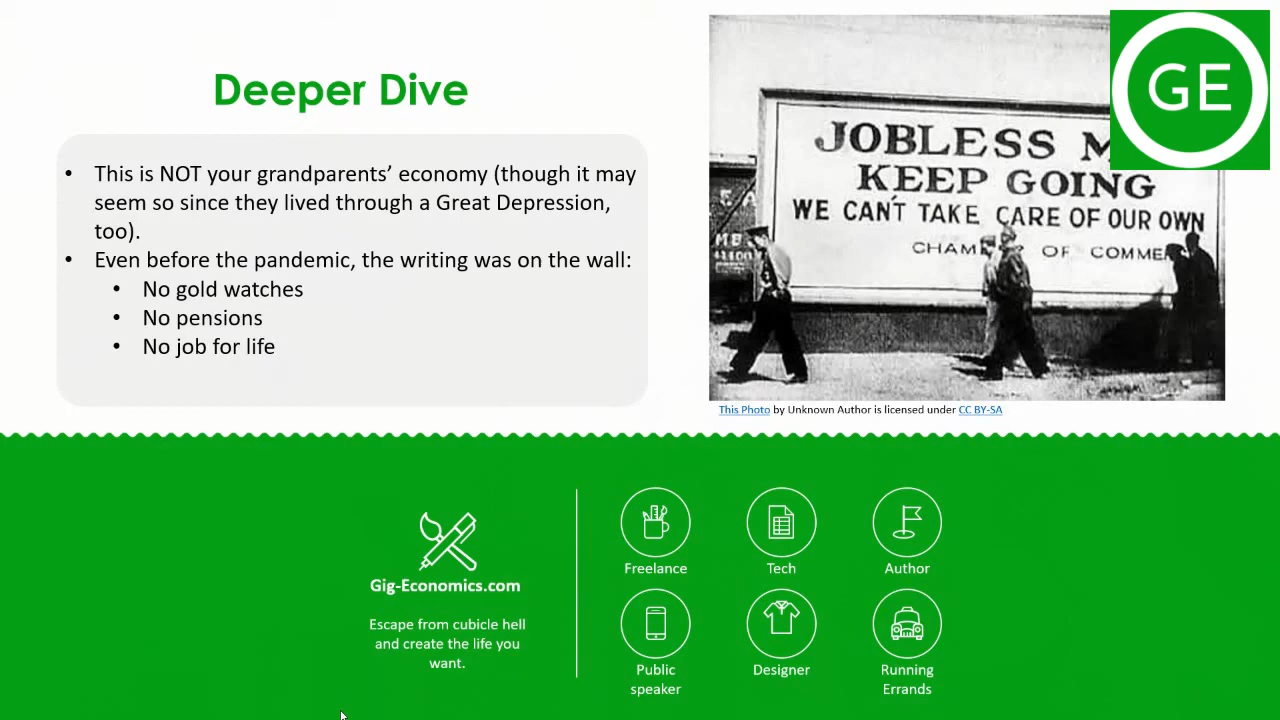 Deeper Dive
• This is NOT your grandparents’ economy (though it may
seem so since they lived through a Great Depression,
too).
• Even before the pandemic, the writing was on the wall:
• No gold watches
• No pensions
• No job for life
JOBLESS M
KEEP GOING
WE CAN'T TAKE CARE OF OUR OWN
CHAM OF COMME
GE
This Photo by Unknown Author is licensed under CC BY-SA
Gig-Economics.com
Escape from cubicle hell
and create the life you
want.
Freelance
Tech
Author
Public
speaker
Designer
Running
Errands